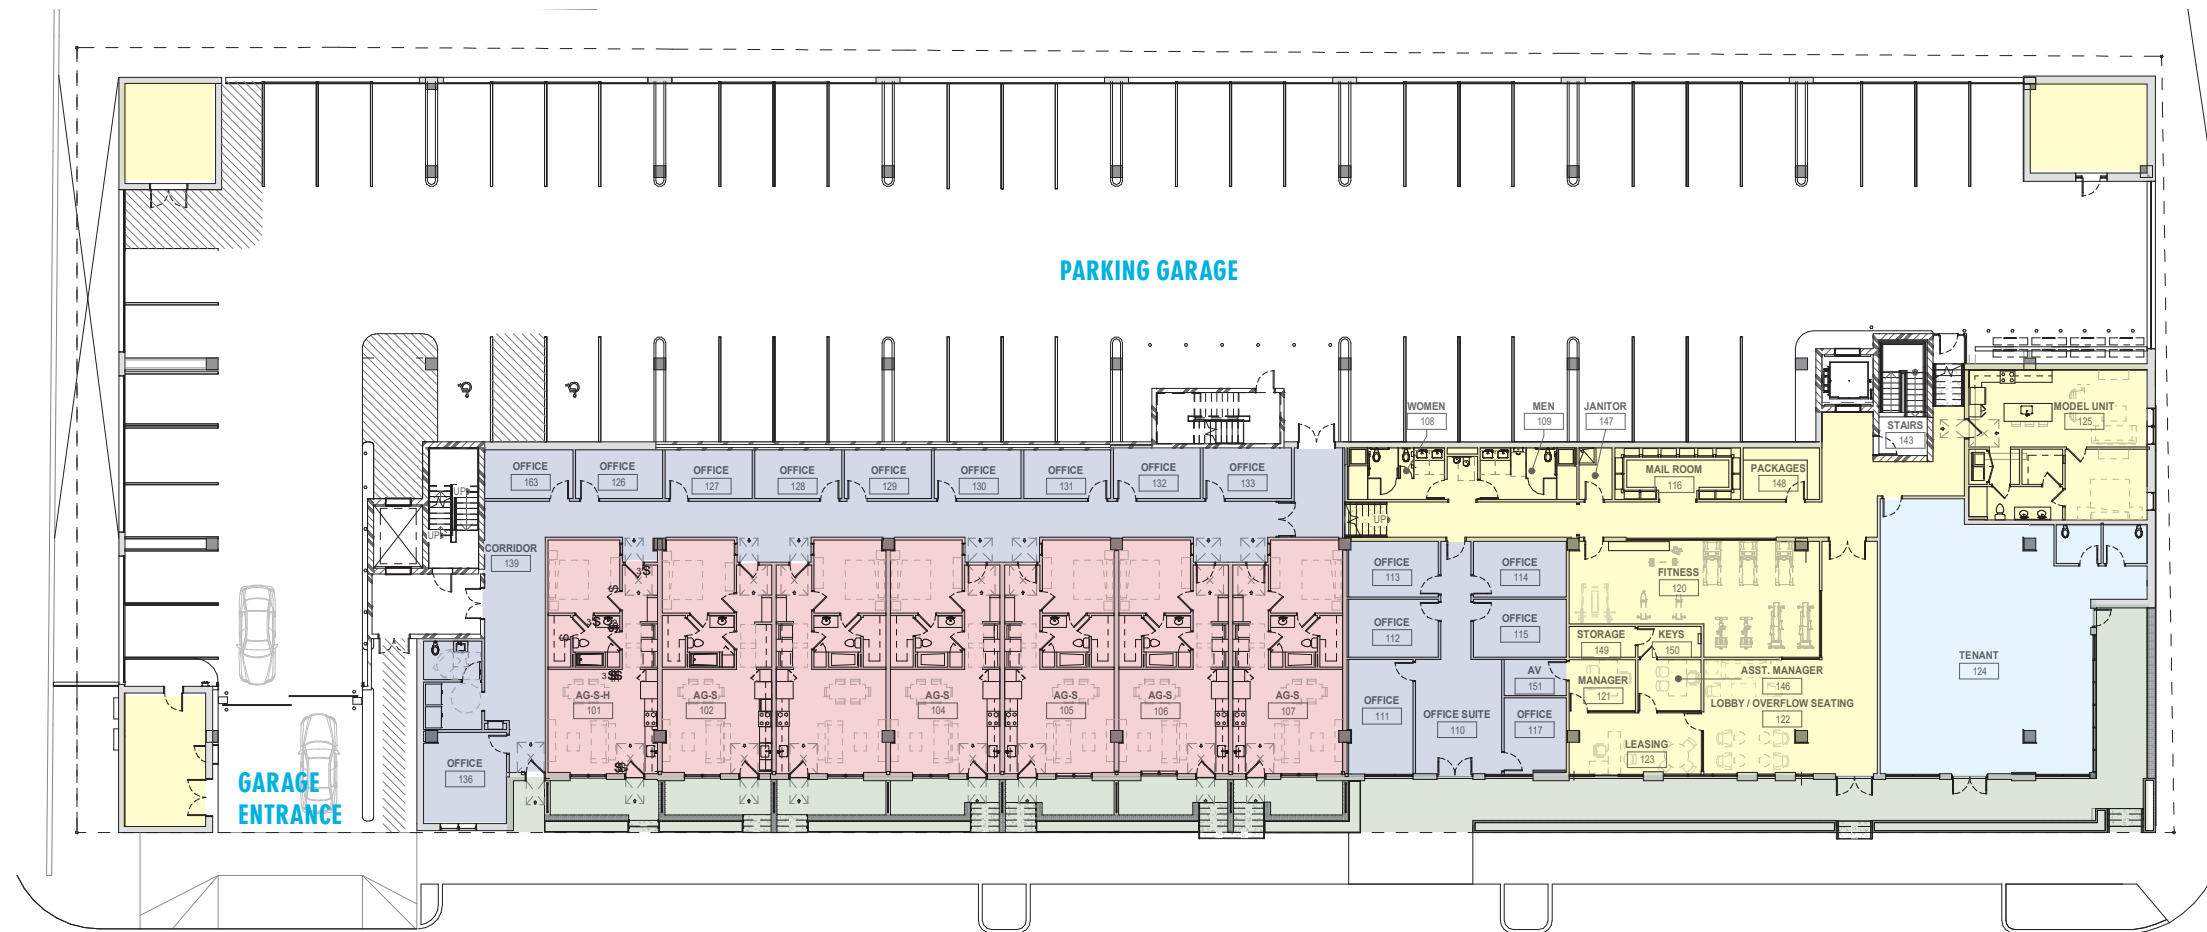 PARKING GARAGE
WOMEN
108
MEN
109
JANITOR
147
MODEL UNIT
125
STAIRS
143
OFFICE
163
OFFICE
126
OFFICE
127
OFFICE
128
OFFICE
129
OFFICE
130
OFFICE
131
OFFICE
132
OFFICE
133
MAIL ROOM
116
PACKAGES
148
UP
UP
UP
CORRIDOR
139
OFFICE
113
OFFICE
114
FITNESS
120
OFFICE
112
OFFICE
115
STORAGE
149
KEYS
150
TENANT
124
AV
151
MANAGER
121
ASST. MANAGER
146
AG-S-H
101
AG-S
102
AG-S
104
AG-S
105
AG-S
106
AG-S
107
OFFICE
111
OFFICE SUITE
110
OFFICE
117
LOBBY / OVERFLOW SEATING
122
LEASING
123
OFFICE
136
GARAGE
ENTRANCE